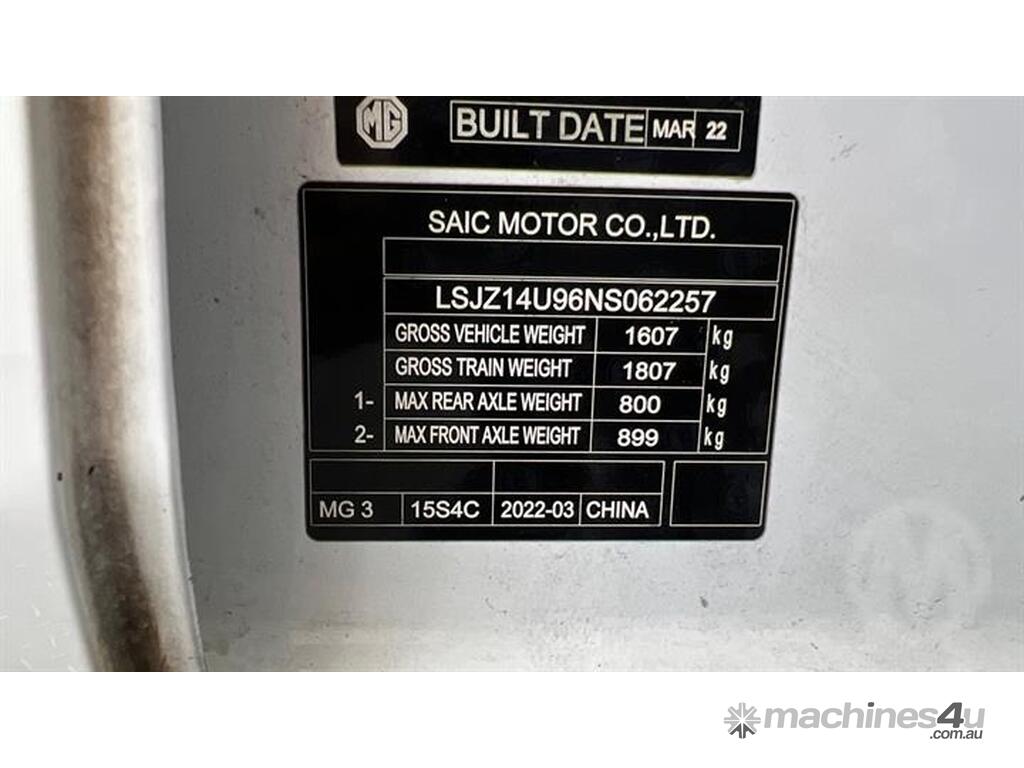 MG BUILT DATE MAR 22
SAIC MOTOR CO.,LTD.
LSJZ14U96NS062257
GROSS VEHICLE WEIGHT 1607 kg
GROSS TRAIN WEIGHT 1807 kg
1- MAX REAR AXLE WEIGHT 800 kg
2- MAX FRONT AXLE WEIGHT 899 kg
MG 3 15S4C 2022-03 CHINA
M
machines4u
.com.au